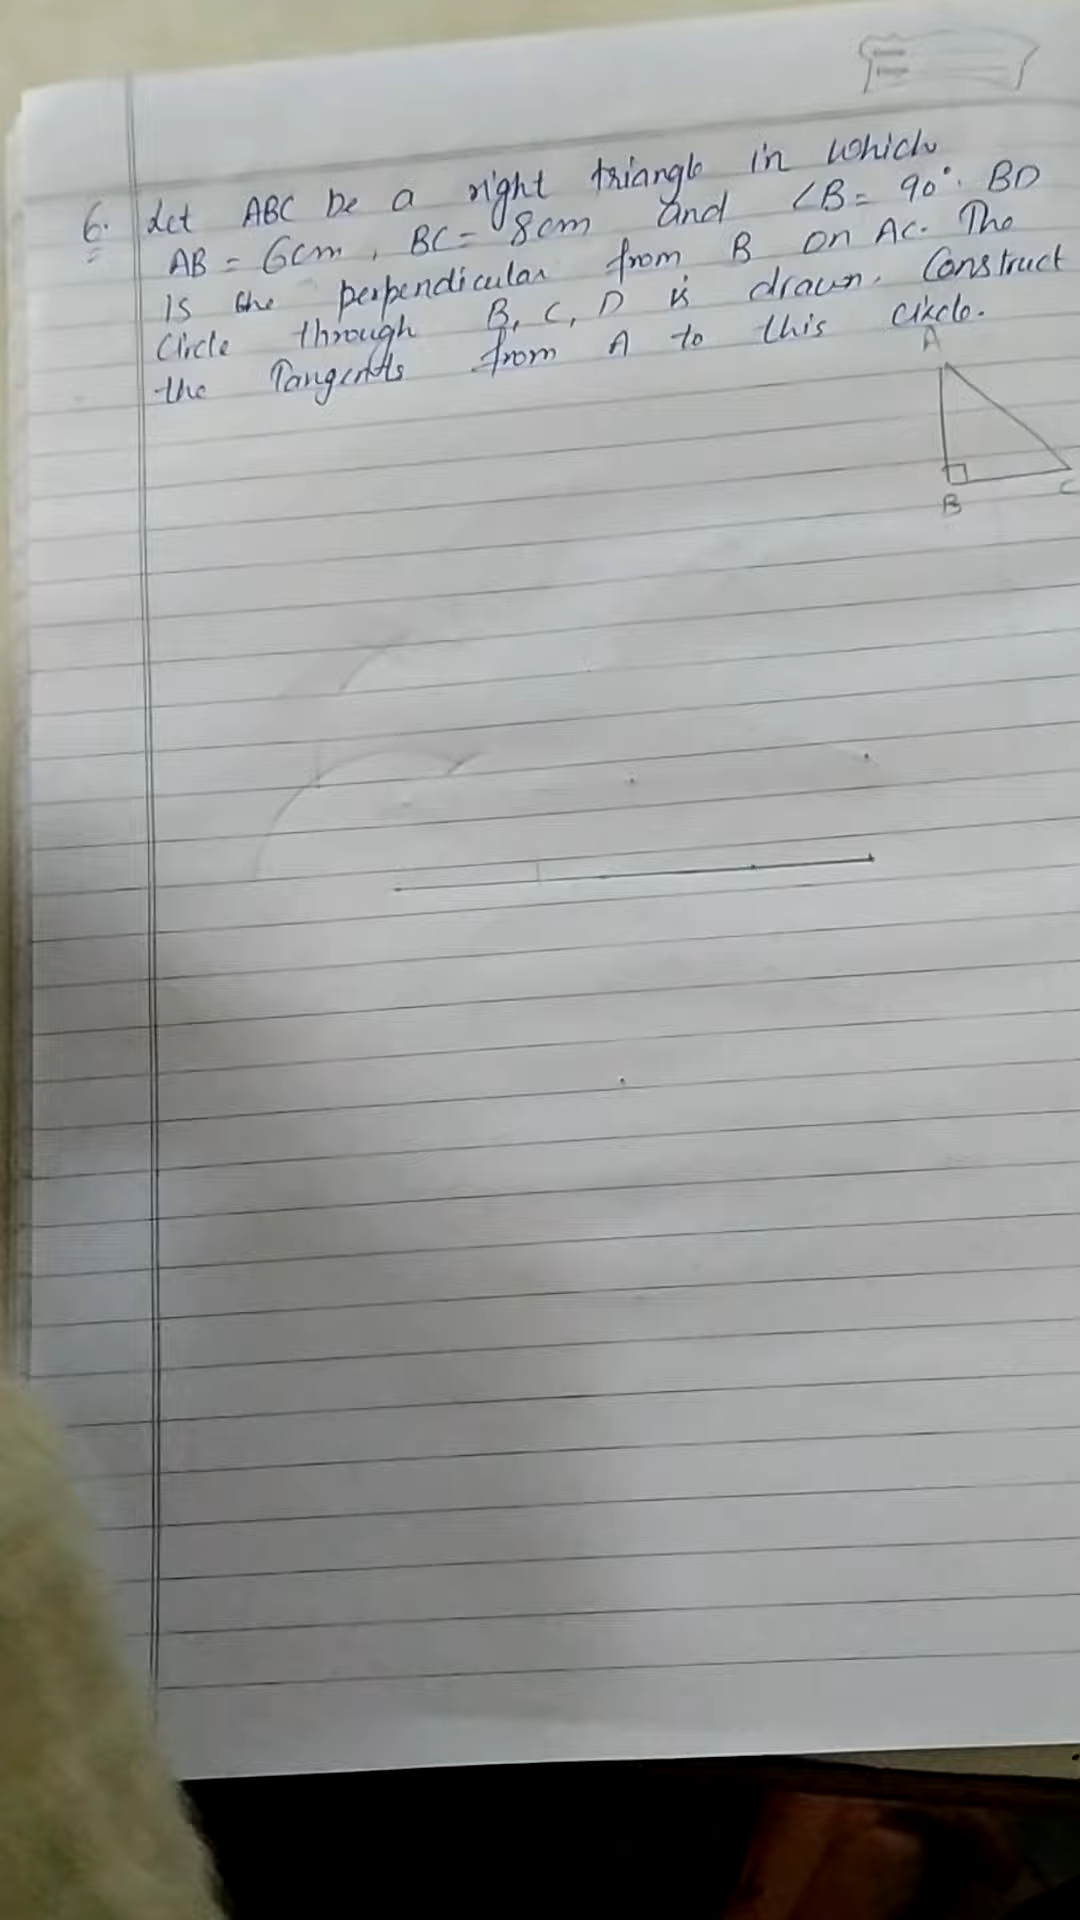 6. Let ABC be a right triangle in which
AB = 6cm, BC = 8cm and ∠B = 90°. BD
is the perpendicular from B on AC. The
Circle through B, C, D is drawn. Construct
the Tangents from A to this circle.
A
B
C